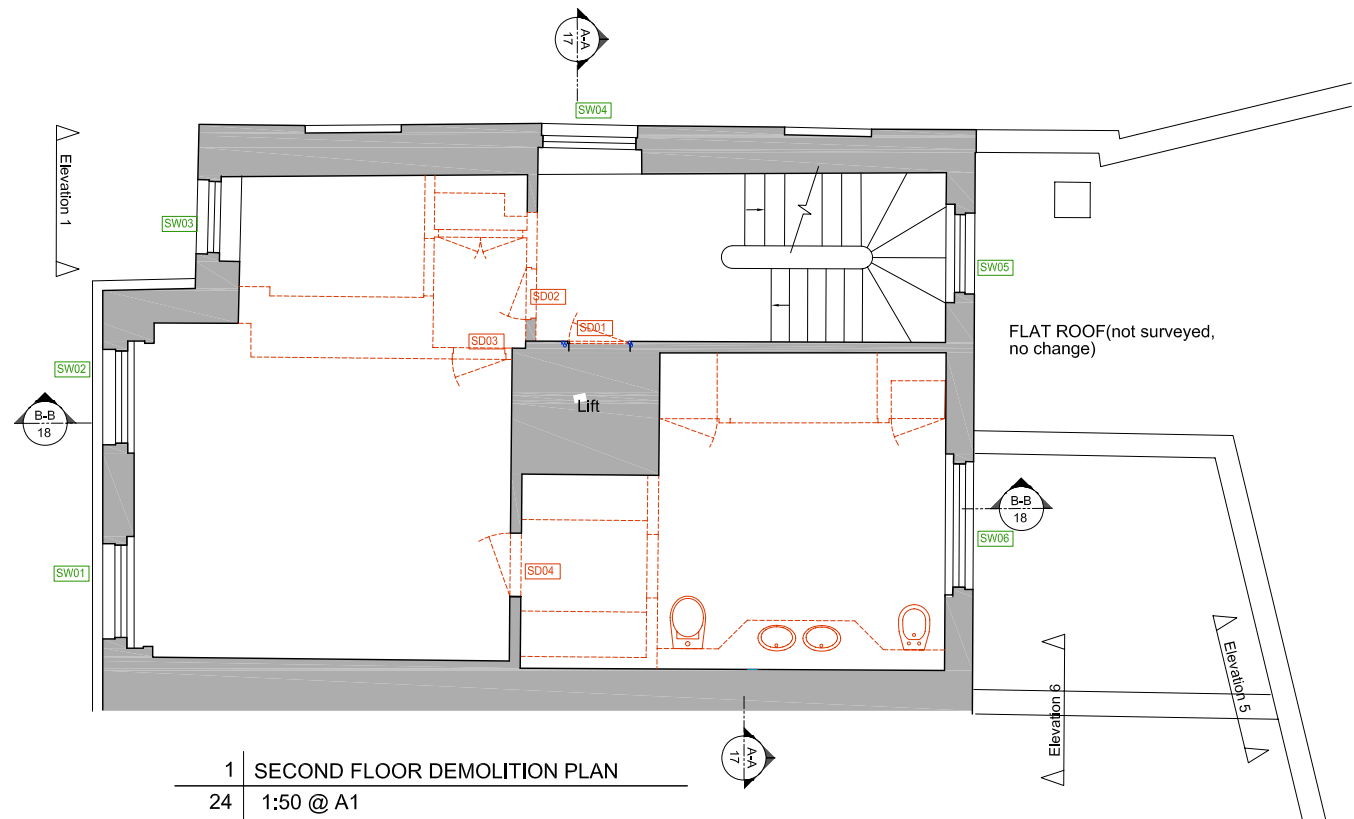 A-A
17
SW04
Elevation 1
SW03
SW05
SD02
SD01
SD03
FLAT ROOF(not surveyed,
no change)
SW02
Lift
B-B
18
B-B
18
SW06
SW01
SD04
Elevation 6
Elevation 5
A-A
17
1 SECOND FLOOR DEMOLITION PLAN
24 1:50 @ A1